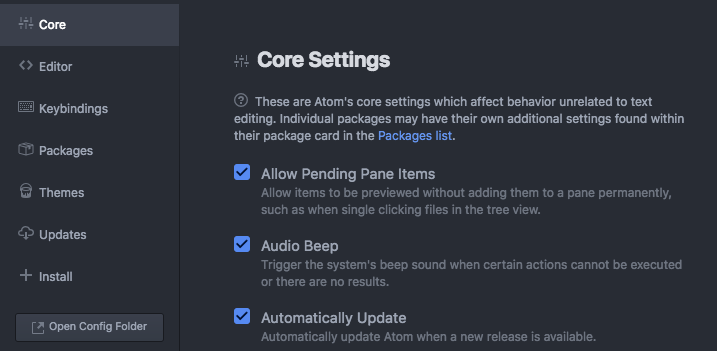 Core
Editor
Keybindings
Packages
Themes
Updates
Install
Open Config Folder
Core Settings
These are Atom's core settings which affect behavior unrelated to text
editing. Individual packages may have their own additional settings found within
their package card in the Packages list.
Allow Pending Pane Items
Allow items to be previewed without adding them to a pane permanently,
such as when single clicking files in the tree view.
Audio Beep
Trigger the system's beep sound when certain actions cannot be executed
or there are no results.
Automatically Update
Automatically update Atom when a new release is available.